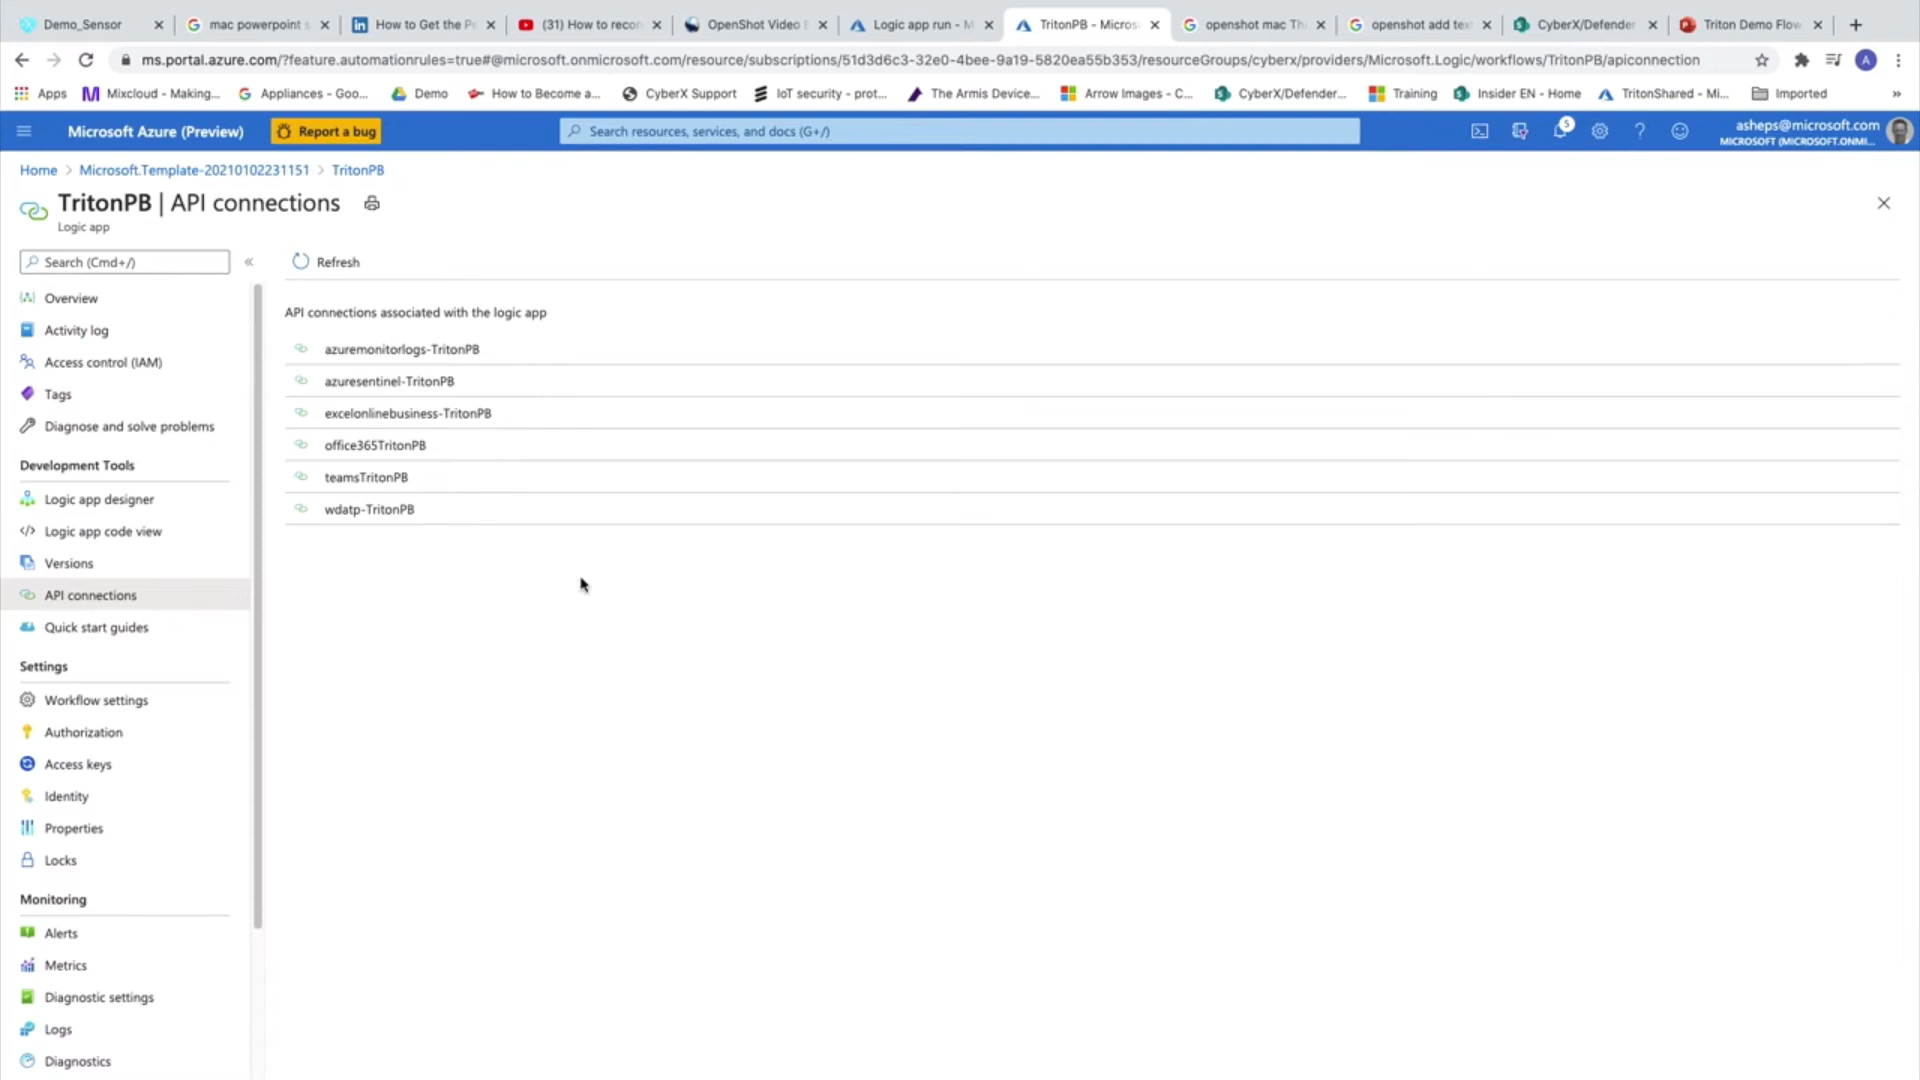 Demo_Sensor
mac powerpoint s
How to Get the Pe
(31) How to recon
OpenShot Video E
Logic app run - M
TritonPB - Micros
openshot mac Th
openshot add tex
CyberX/Defender
Triton Demo Flow
ms.portal.azure.com/?feature.automationrules=true#@microsoft.onmicrosoft.com/resource/subscriptions/51d3d6c3-32e0-4bee-9a19-5820ea55b353/resourceGroups/cyberx/providers/Microsoft.Logic/workflows/TritonPB/apiconnection
A
Apps
Mixcloud - Making...
Appliances - Goo...
Demo
How to Become a...
CyberX Support
IoT security - prot...
The Armis Device...
Arrow Images - C...
CyberX/Defender...
Training
Insider EN - Home
TritonShared - Mi...
Imported
»
Microsoft Azure (Preview)
Report a bug
Search resources, services, and docs (G+/)
5
asheps@microsoft.com
MICROSOFT (MICROSOFT.ONMI...
Home > Microsoft.Template-20210102231151 > TritonPB
TritonPB | API connections
Logic app
Search (Cmd+/)
«
Refresh
Overview
Activity log
Access control (IAM)
Tags
Diagnose and solve problems
Development Tools
Logic app designer
Logic app code view
Versions
API connections
Quick start guides
Settings
Workflow settings
Authorization
Access keys
Identity
Properties
Locks
Monitoring
Alerts
Metrics
Diagnostic settings
Logs
Diagnostics
API connections associated with the logic app
azuremonitorlogs-TritonPB
azuresentinel-TritonPB
excelonlinebusiness-TritonPB
office365TritonPB
teamsTritonPB
wdatp-TritonPB